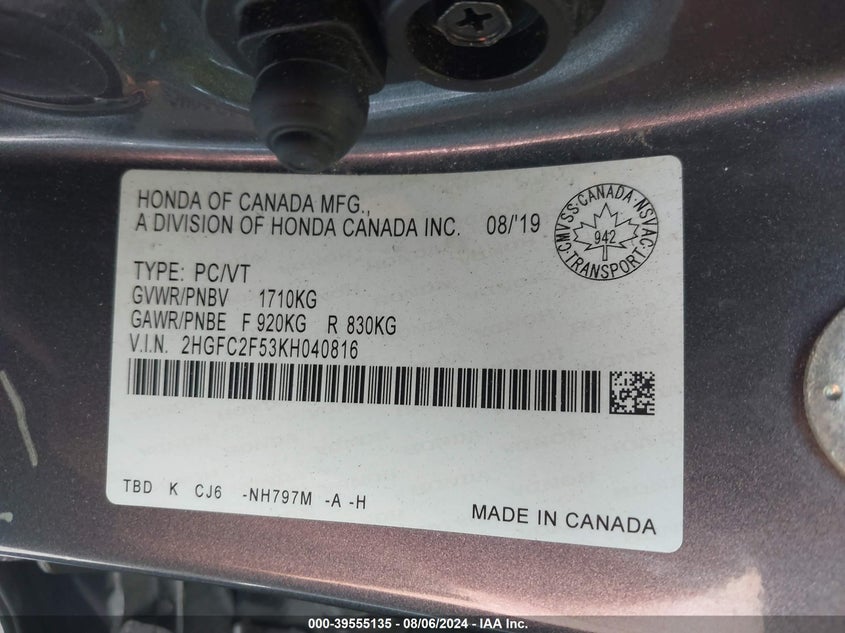 HONDA OF CANADA MFG.,
A DIVISION OF HONDA CANADA INC. 08/'19
CMVSS·CANADA·NSVAC·TRANSPORT
942
TYPE: PC/VT
GVWR/PNBV 1710KG
GAWR/PNBE F 920KG R 830KG
V.I.N. 2HGFC2F53KH040816
TBD K CJ6 -NH797M -A -H
MADE IN CANADA
000-39555135 - 08/06/2024 - IAA Inc.